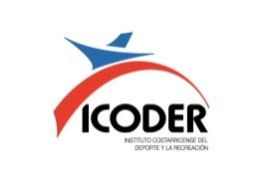 ICODER
INSTITUTO COSTARRICENSE DEL
DEPORTE Y LA RECREACIÓN